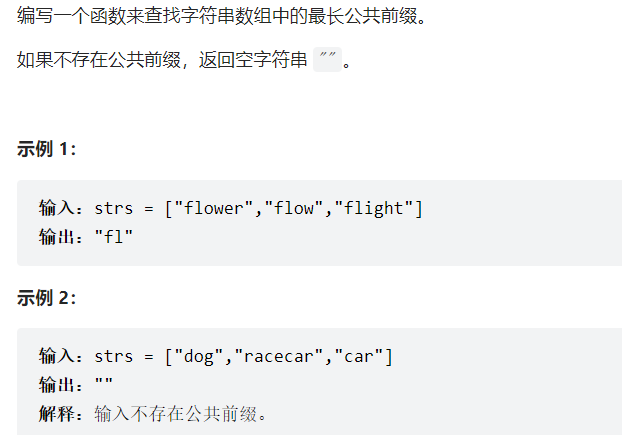 编写一个函数来查找字符串数组中的最长公共前缀。
如果不存在公共前缀，返回空字符串 ""。
示例 1：
输入：strs = ["flower","flow","flight"]
输出："fl"
示例 2：
输入：strs = ["dog","racecar","car"]
输出：""
解释：输入不存在公共前缀。